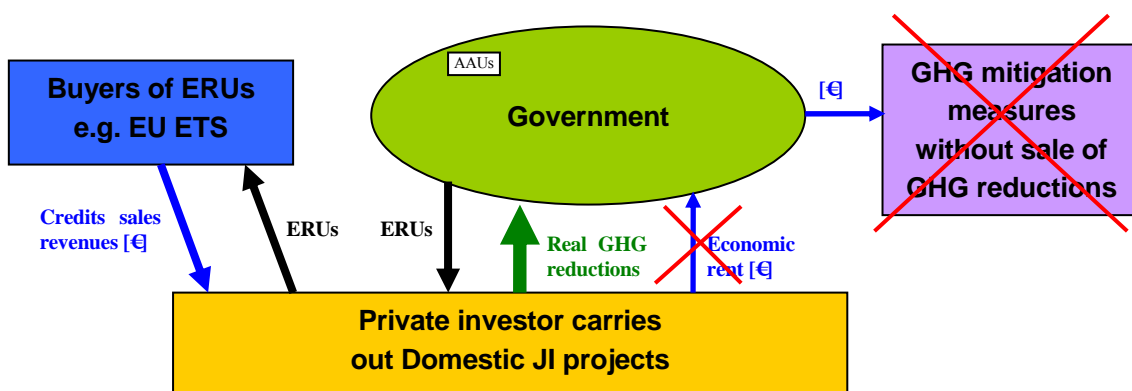 AAUs
Buyers of ERUs
e.g. EU ETS
Government
[€]
GHG mitigation
measures
without sale of
GHG reductions
Credits sales
revenues [€]
ERUs
ERUs
Real GHG
reductions
Economic
rent [€]
Private investor carries
out Domestic JI projects